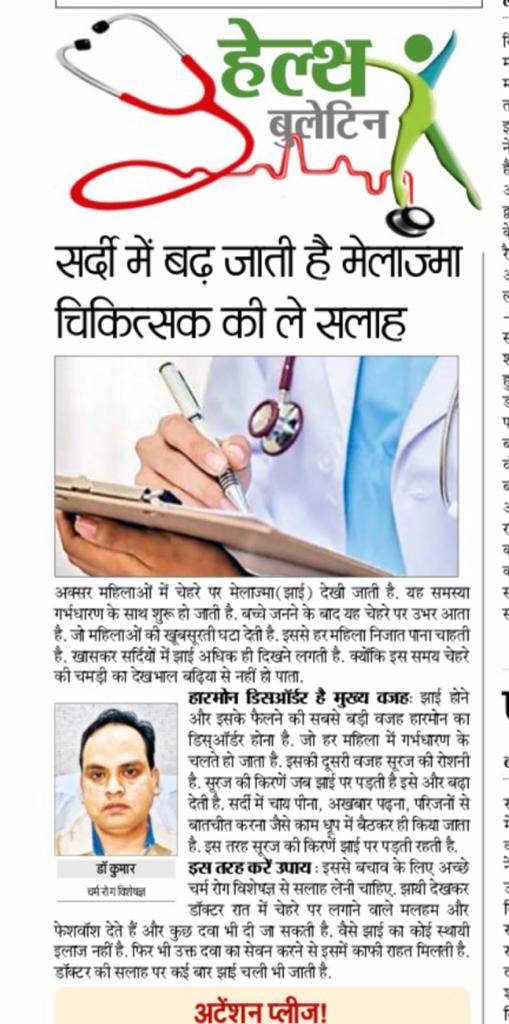 हेल्थ
बुलेटिन
सर्दी में बढ़ जाती है मेलाज्मा
चिकित्सक की ले सलाह
अक्सर महिलाओं में चेहरे पर मेलाज्मा(झाई) देखी जाती है. यह समस्या
गर्भधारण के साथ शुरू हो जाती है. बच्चे जनने के बाद यह चेहरे पर उभर आता
है. जो महिलाओं की खूबसूरती घटा देती है. इससे हर महिला निजात पाना चाहती
है. खासकर सर्दियों में झाई अधिक ही दिखने लगती है. क्योंकि इस समय चेहरे
की चमड़ी का देखभाल बढ़िया से नहीं हो पाता.
हारमोन डिसऑर्डर है मुख्य वजह: झाई होने
और इसके फैलने की सबसे बड़ी वजह हारमोन का
डिसऑर्डर होना है. जो हर महिला में गर्भधारण के
चलते हो जाता है. इसकी दूसरी वजह सूरज की रोशनी
है. सूरज की किरणें जब झाई पर पड़ती है इसे और बढ़ा
देती है. सर्दी में चाय पीना, अखबार पढ़ना, परिजनों से
बातचीत करना जैसे काम धूप में बैठकर ही किया जाता
है. इस तरह सूरज की किरणें झाई पर पड़ती रहती है.
डॉ कुमार
चर्म रोग विशेषज्ञ
इस तरह करें उपाय : इससे बचाव के लिए अच्छे
चर्म रोग विशेषज्ञ से सलाह लेनी चाहिए. झायी देखकर
डॉक्टर रात में चेहरे पर लगाने वाले मलहम और
फेशवॉश देते हैं और कुछ दवा भी दी जा सकती है. वैसे झाई का कोई स्थायी
इलाज नहीं है. फिर भी उक्त दवा का सेवन करने से इसमें काफी राहत मिलती है.
डॉक्टर की सलाह पर कई बार झाई चली भी जाती है.
अटेंशन प्लीज!